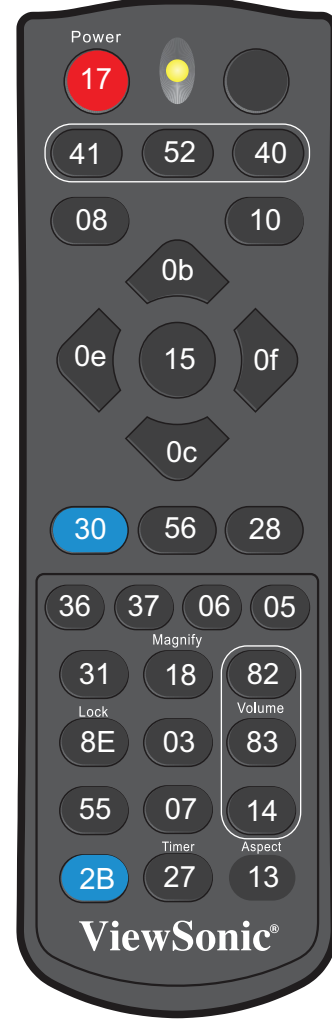 Power
17
41 52 40
08 10
0b
0e 15 0f
0c
30 56 28
36 37 06 05
Magnify
31 18 82
Lock Volume
8E 03 83
55 07 14
Timer Aspect
2B 27 13
ViewSonic®